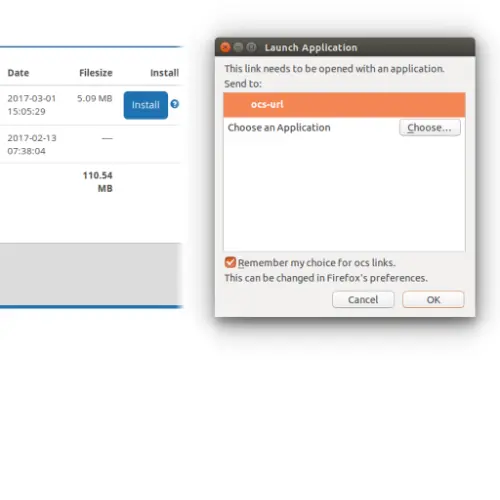 Date Filesize Install
2017-03-01 5.09 MB Install
15:05:29
2017-02-13 —
07:38:04
110.54
MB
Launch Application
This link needs to be opened with an application.
Send to:
ocs-url
Choose an Application Choose...
Remember my choice for ocs links.
This can be changed in Firefox's preferences.
Cancel OK